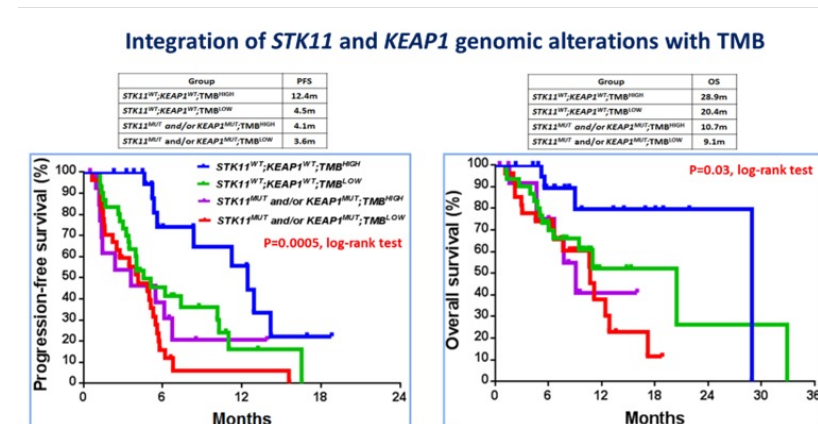 Integration of STK11 and KEAP1 genomic alterations with TMB
Group PFS
STK11WT;KEAP1WT;TMBHIGH 12.4m
STK11WT;KEAP1WT;TMBLOW 4.5m
STK11MUT and/or KEAP1MUT;TMBHIGH 4.1m
STK11MUT and/or KEAP1MUT;TMBLOW 3.6m
Group OS
STK11WT;KEAP1WT;TMBHIGH 28.9m
STK11WT;KEAP1WT;TMBLOW 20.4m
STK11MUT and/or KEAP1MUT;TMBHIGH 10.7m
STK11MUT and/or KEAP1MUT;TMBLOW 9.1m
Progression-free survival (%)
100
90
80
70
60
50
40
30
20
10
0
STK11WT;KEAP1WT;TMBHIGH
STK11WT;KEAP1WT;TMBLOW
STK11MUT and/or KEAP1MUT;TMBHIGH
STK11MUT and/or KEAP1MUT;TMBLOW
P=0.0005, log-rank test
0 6 12 18 24
Months
Overall survival (%)
100
90
80
70
60
50
40
30
20
10
0
P=0.03, log-rank test
0 6 12 18 24 30 36
Months